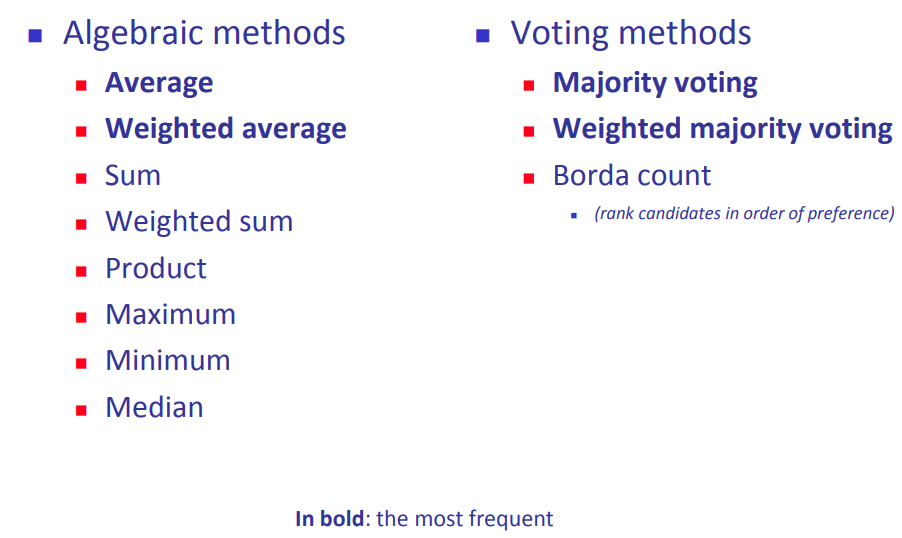 Algebraic methods
Average
Weighted average
Sum
Weighted sum
Product
Maximum
Minimum
Median
Voting methods
Majority voting
Weighted majority voting
Borda count
(rank candidates in order of preference)
In bold: the most frequent